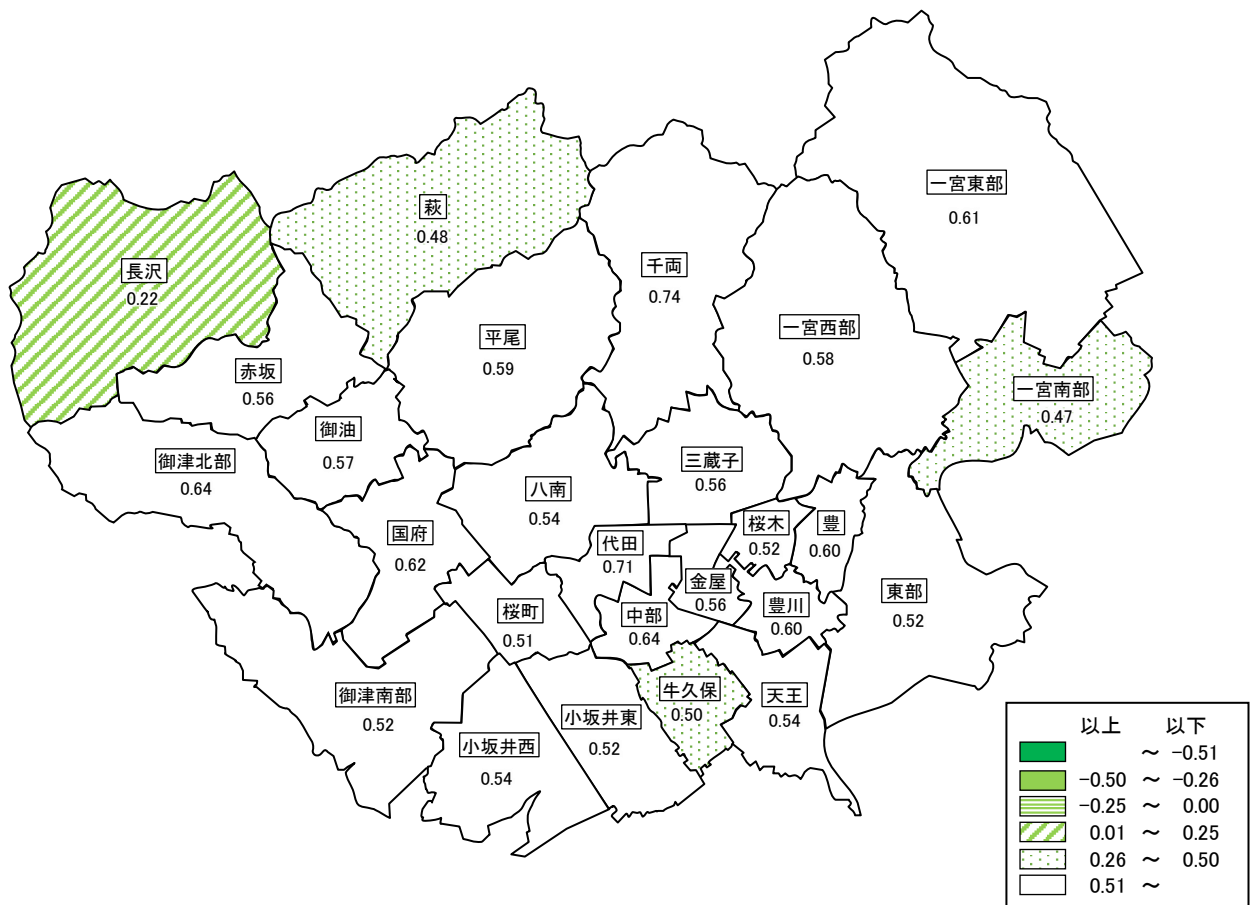 一宮東部
0.61
萩
0.48
長沢
0.22
千両
0.74
一宮西部
0.58
平尾
0.59
赤坂
0.56
一宮南部
0.47
御油
0.57
御津北部
0.64
三蔵子
0.56
八南
0.54
国府
0.62
代田
0.71
桜木
0.52
豊
0.60
金屋
0.56
東部
0.52
桜町
0.51
中部
0.64
豊川
0.60
御津南部
0.52
牛久保
0.50
天王
0.54
小坂井東
0.52
小坂井西
0.54
以上 以下
～ -0.51
-0.50 ～ -0.26
-0.25 ～ 0.00
0.01 ～ 0.25
0.26 ～ 0.50
0.51 ～